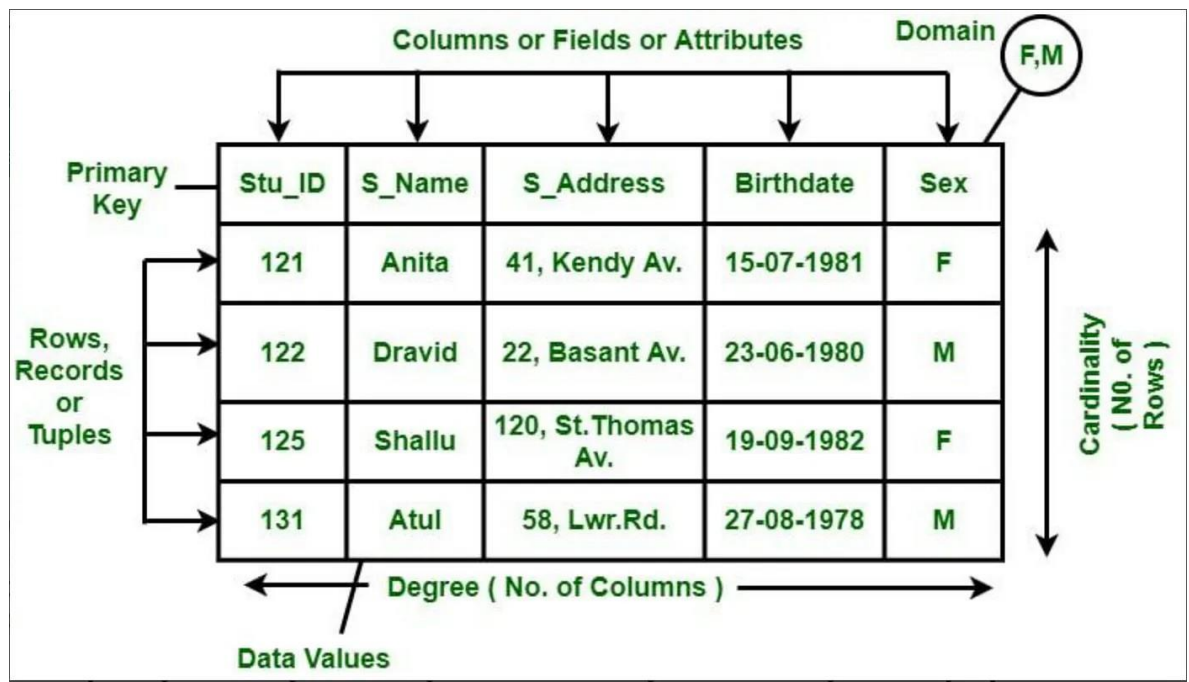 Columns or Fields or Attributes
Domain
F,M
Primary
Key
Stu_ID S_Name S_Address Birthdate Sex
121 Anita 41, Kendy Av. 15-07-1981 F
122 Dravid 22, Basant Av. 23-06-1980 M
125 Shallu 120, St.Thomas Av. 19-09-1982 F
131 Atul 58, Lwr.Rd. 27-08-1978 M
Rows,
Records
or
Tuples
Cardinality
( N0. of
Rows )
Degree ( No. of Columns )
Data Values